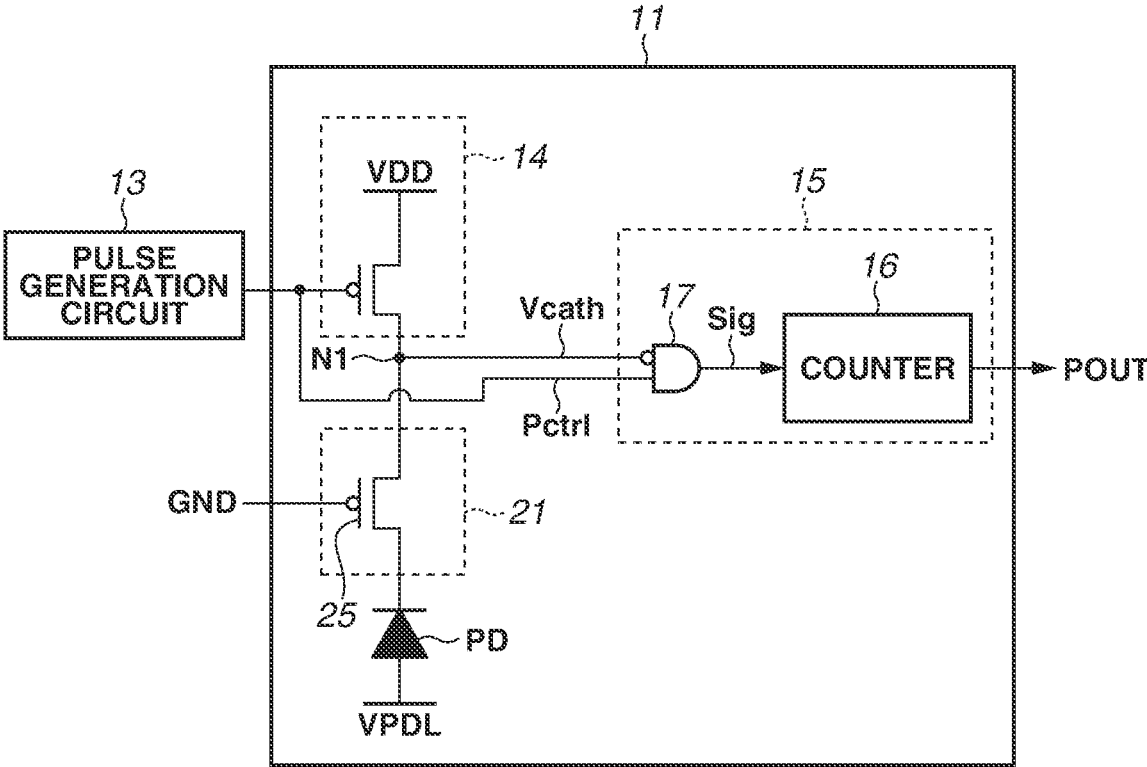 11
14
VDD
13
PULSE
GENERATION
CIRCUIT
15
16
17
Vcath
Sig
N1
COUNTER
POUT
Pctrl
GND
21
25
PD
VPDL